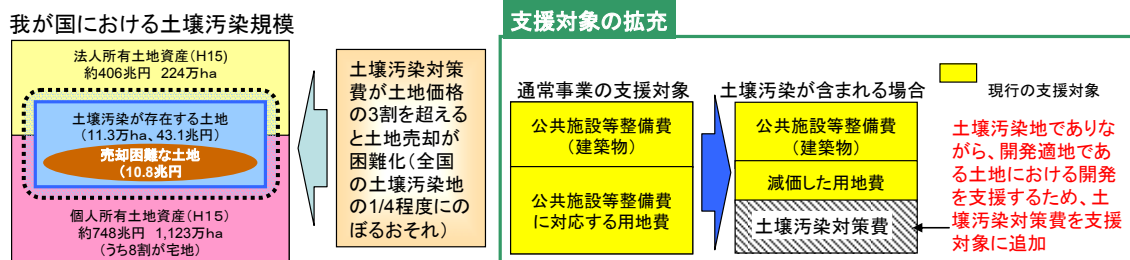 我が国における土壌汚染規模
法人所有土地資産(H15)
約406兆円 224万ha
土壌汚染が存在する土地
(11.3万ha、43.1兆円)
売却困難な土地
(10.8兆円
個人所有土地資産(H15)
約748兆円 1,123万ha
(うち8割が宅地)
土壌汚染対策
費が土地価格
の3割を超える
と土地売却が
困難化(全国
の土壌汚染地
の1/4程度にの
ぼるおそれ)
支援対象の拡充
通常事業の支援対象
公共施設等整備費
(建築物)
公共施設等整備費
に対応する用地費
土壌汚染が含まれる場合
公共施設等整備費
(建築物)
減価した用地費
土壌汚染対策費
現行の支援対象
土壌汚染地でありな
がら、開発適地であ
る土地における開発
を支援するため、土
壌汚染対策費を支援
対象に追加